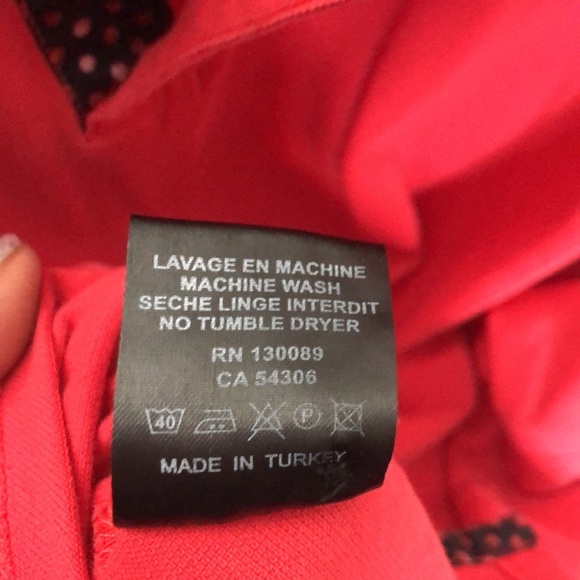 LAVAGE EN MACHINE
MACHINE WASH
SECHE LINGE INTERDIT
NO TUMBLE DRYER
RN 130089
CA 54306
40 P
MADE IN TURKEY